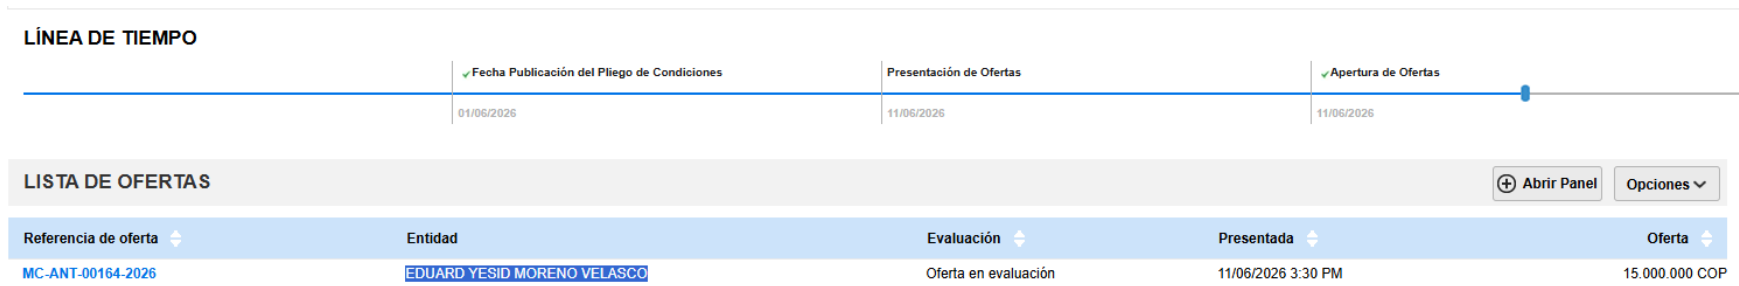 LÍNEA DE TIEMPO
Fecha Publicación del Pliego de Condiciones Presentación de Ofertas Apertura de Ofertas
01/06/2026 11/06/2026 11/06/2026
LISTA DE OFERTAS Abrir Panel Opciones
Referencia de oferta Entidad Evaluación Presentada Oferta
MC-ANT-00164-2026 EDUARD YESID MORENO VELASCO Oferta en evaluación 11/06/2026 3:30 PM 15.000.000 COP